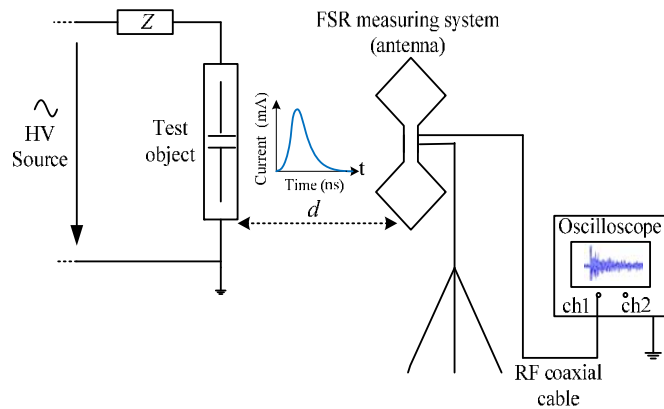 Z
HV
Source
Test
object
Current (mA)
Time (ns)
t
d
FSR measuring system
(antenna)
Oscilloscope
ch1 ch2
RF coaxial
cable